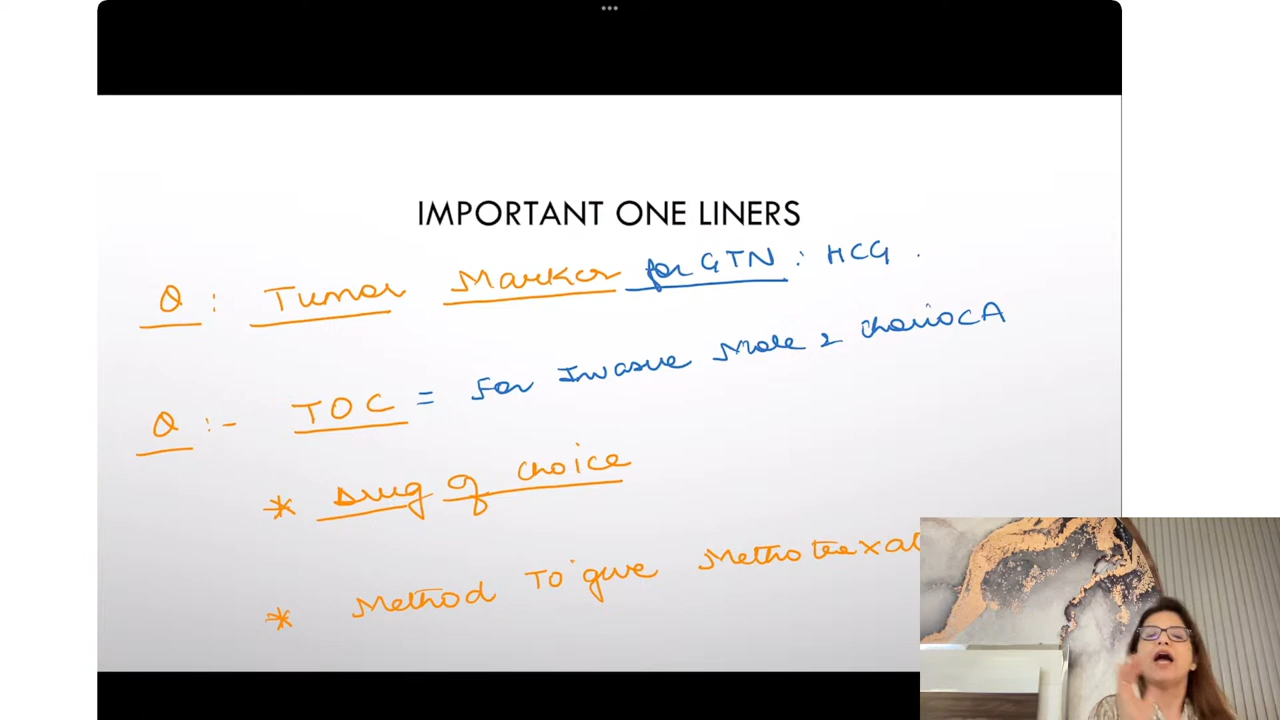 IMPORTANT ONE LINERS
Q : Tumor Marker for GTN : HCG .
Q :- TOC = For Invasive Mole & ChorioCA
* Drug of choice
* Method To give Methotrexat